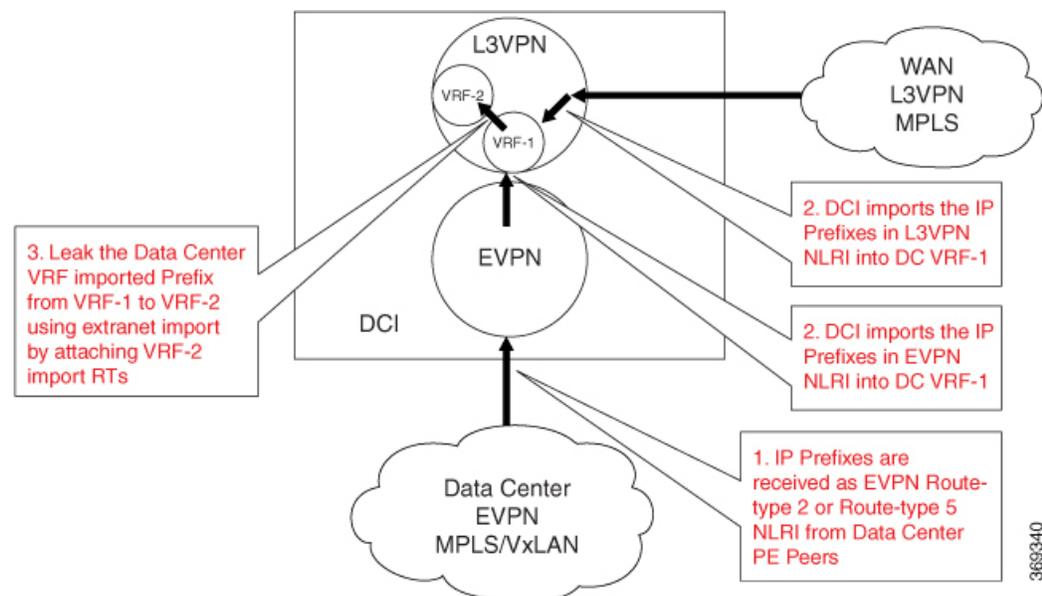 L3VPN
VRF-2
VRF-1
WAN
L3VPN
MPLS
2. DCI imports the IP
Prefixes in L3VPN
NLRI into DC VRF-1
3. Leak the Data Center
VRF imported Prefix
from VRF-1 to VRF-2
using extranet import
by attaching VRF-2
import RTs
EVPN
DCI
2. DCI imports the IP
Prefixes in EVPN
NLRI into DC VRF-1
Data Center
EVPN
MPLS/VxLAN
1. IP Prefixes are
received as EVPN Route-
type 2 or Route-type 5
NLRI from Data Center
PE Peers
369340